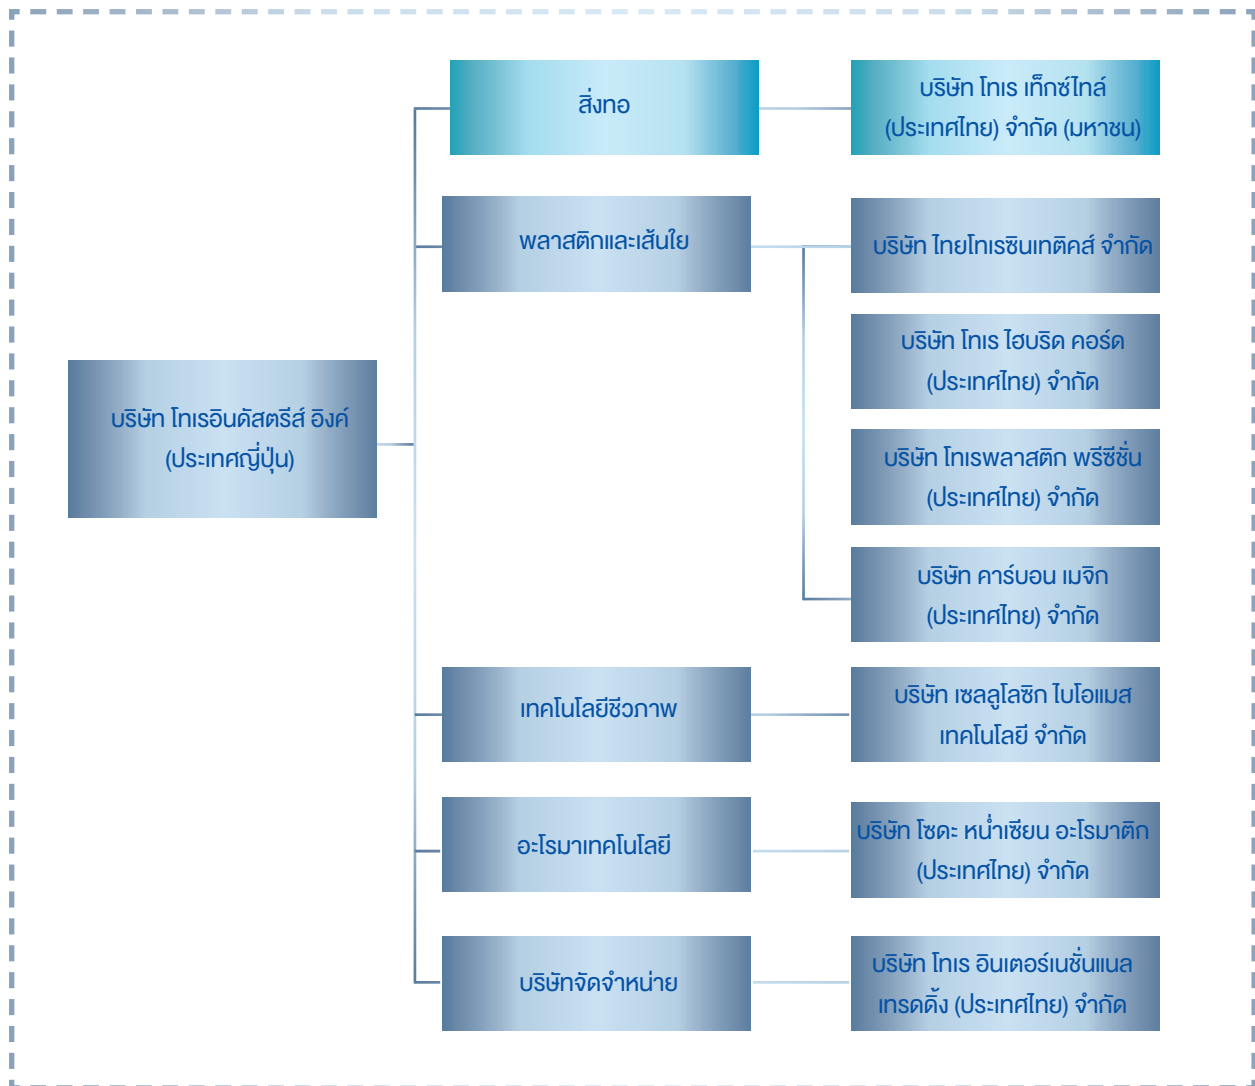 สิ่งทอ
บริษัท โทเร เท็กซ์ไทล์
(ประเทศไทย) จำกัด (มหาชน)
พลาสติกและเส้นใย
บริษัท ไทยโทเรซินเทติคส์ จำกัด
บริษัท โทเร ไฮบริด คอร์ด
(ประเทศไทย) จำกัด
บริษัท โทเรอินดัสตรีส์ อิงค์
(ประเทศญี่ปุ่น)
บริษัท โทเรพลาสติก พรีซีชั่น
(ประเทศไทย) จำกัด
บริษัท คาร์บอน เมจิก
(ประเทศไทย) จำกัด
เทคโนโลยีชีวภาพ
บริษัท เซลลูโลซิก ไบโอแมส
เทคโนโลยี จำกัด
อะโรมาเทคโนโลยี
บริษัท โซดะ หน่ำเซียน อะโรมาติก
(ประเทศไทย) จำกัด
บริษัทจัดจำหน่าย
บริษัท โทเร อินเตอร์เนชั่นแนล
เทรดดิ้ง (ประเทศไทย) จำกัด